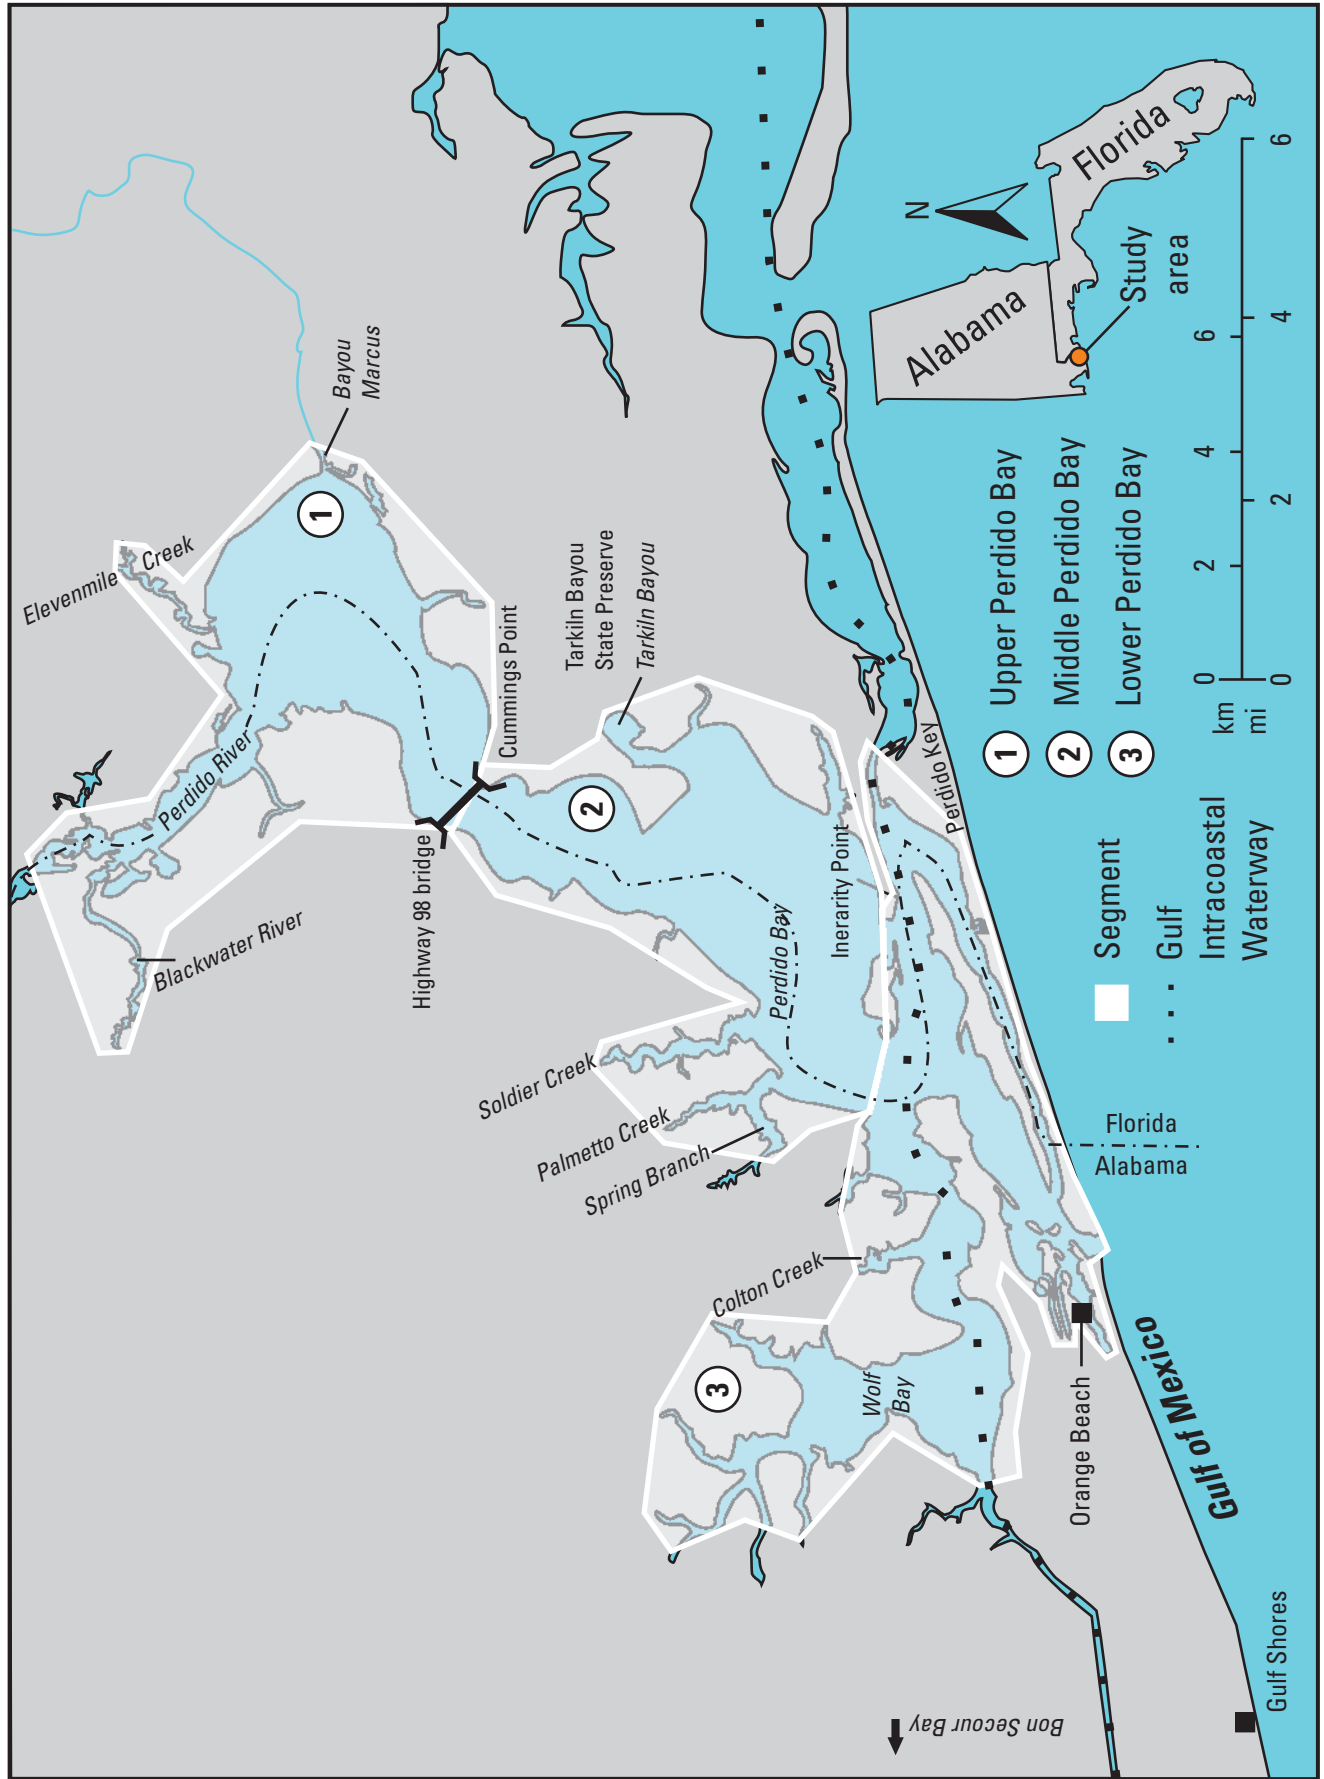 Elevenmile
Creek
Bayou
Marcus
1
Perdido River
Blackwater River
Highway 98 bridge
Cummings Point
Tarkiln Bayou
State Preserve
Tarkiln Bayou
2
Soldier Creek
Palmetto Creek
Spring Branch
Perdido Bay
Inerarity Point
Perdido Key
Colton Creek
3
Wolf
Bay
Orange Beach
Bon Secour Bay
Gulf Shores
Gulf of Mexico
Florida
Alabama
Segment
Gulf
Intracoastal
Waterway
1 Upper Perdido Bay
2 Middle Perdido Bay
3 Lower Perdido Bay
km 0 2 4 6
mi 0 2 4 6
N
Alabama
Florida
Study
area